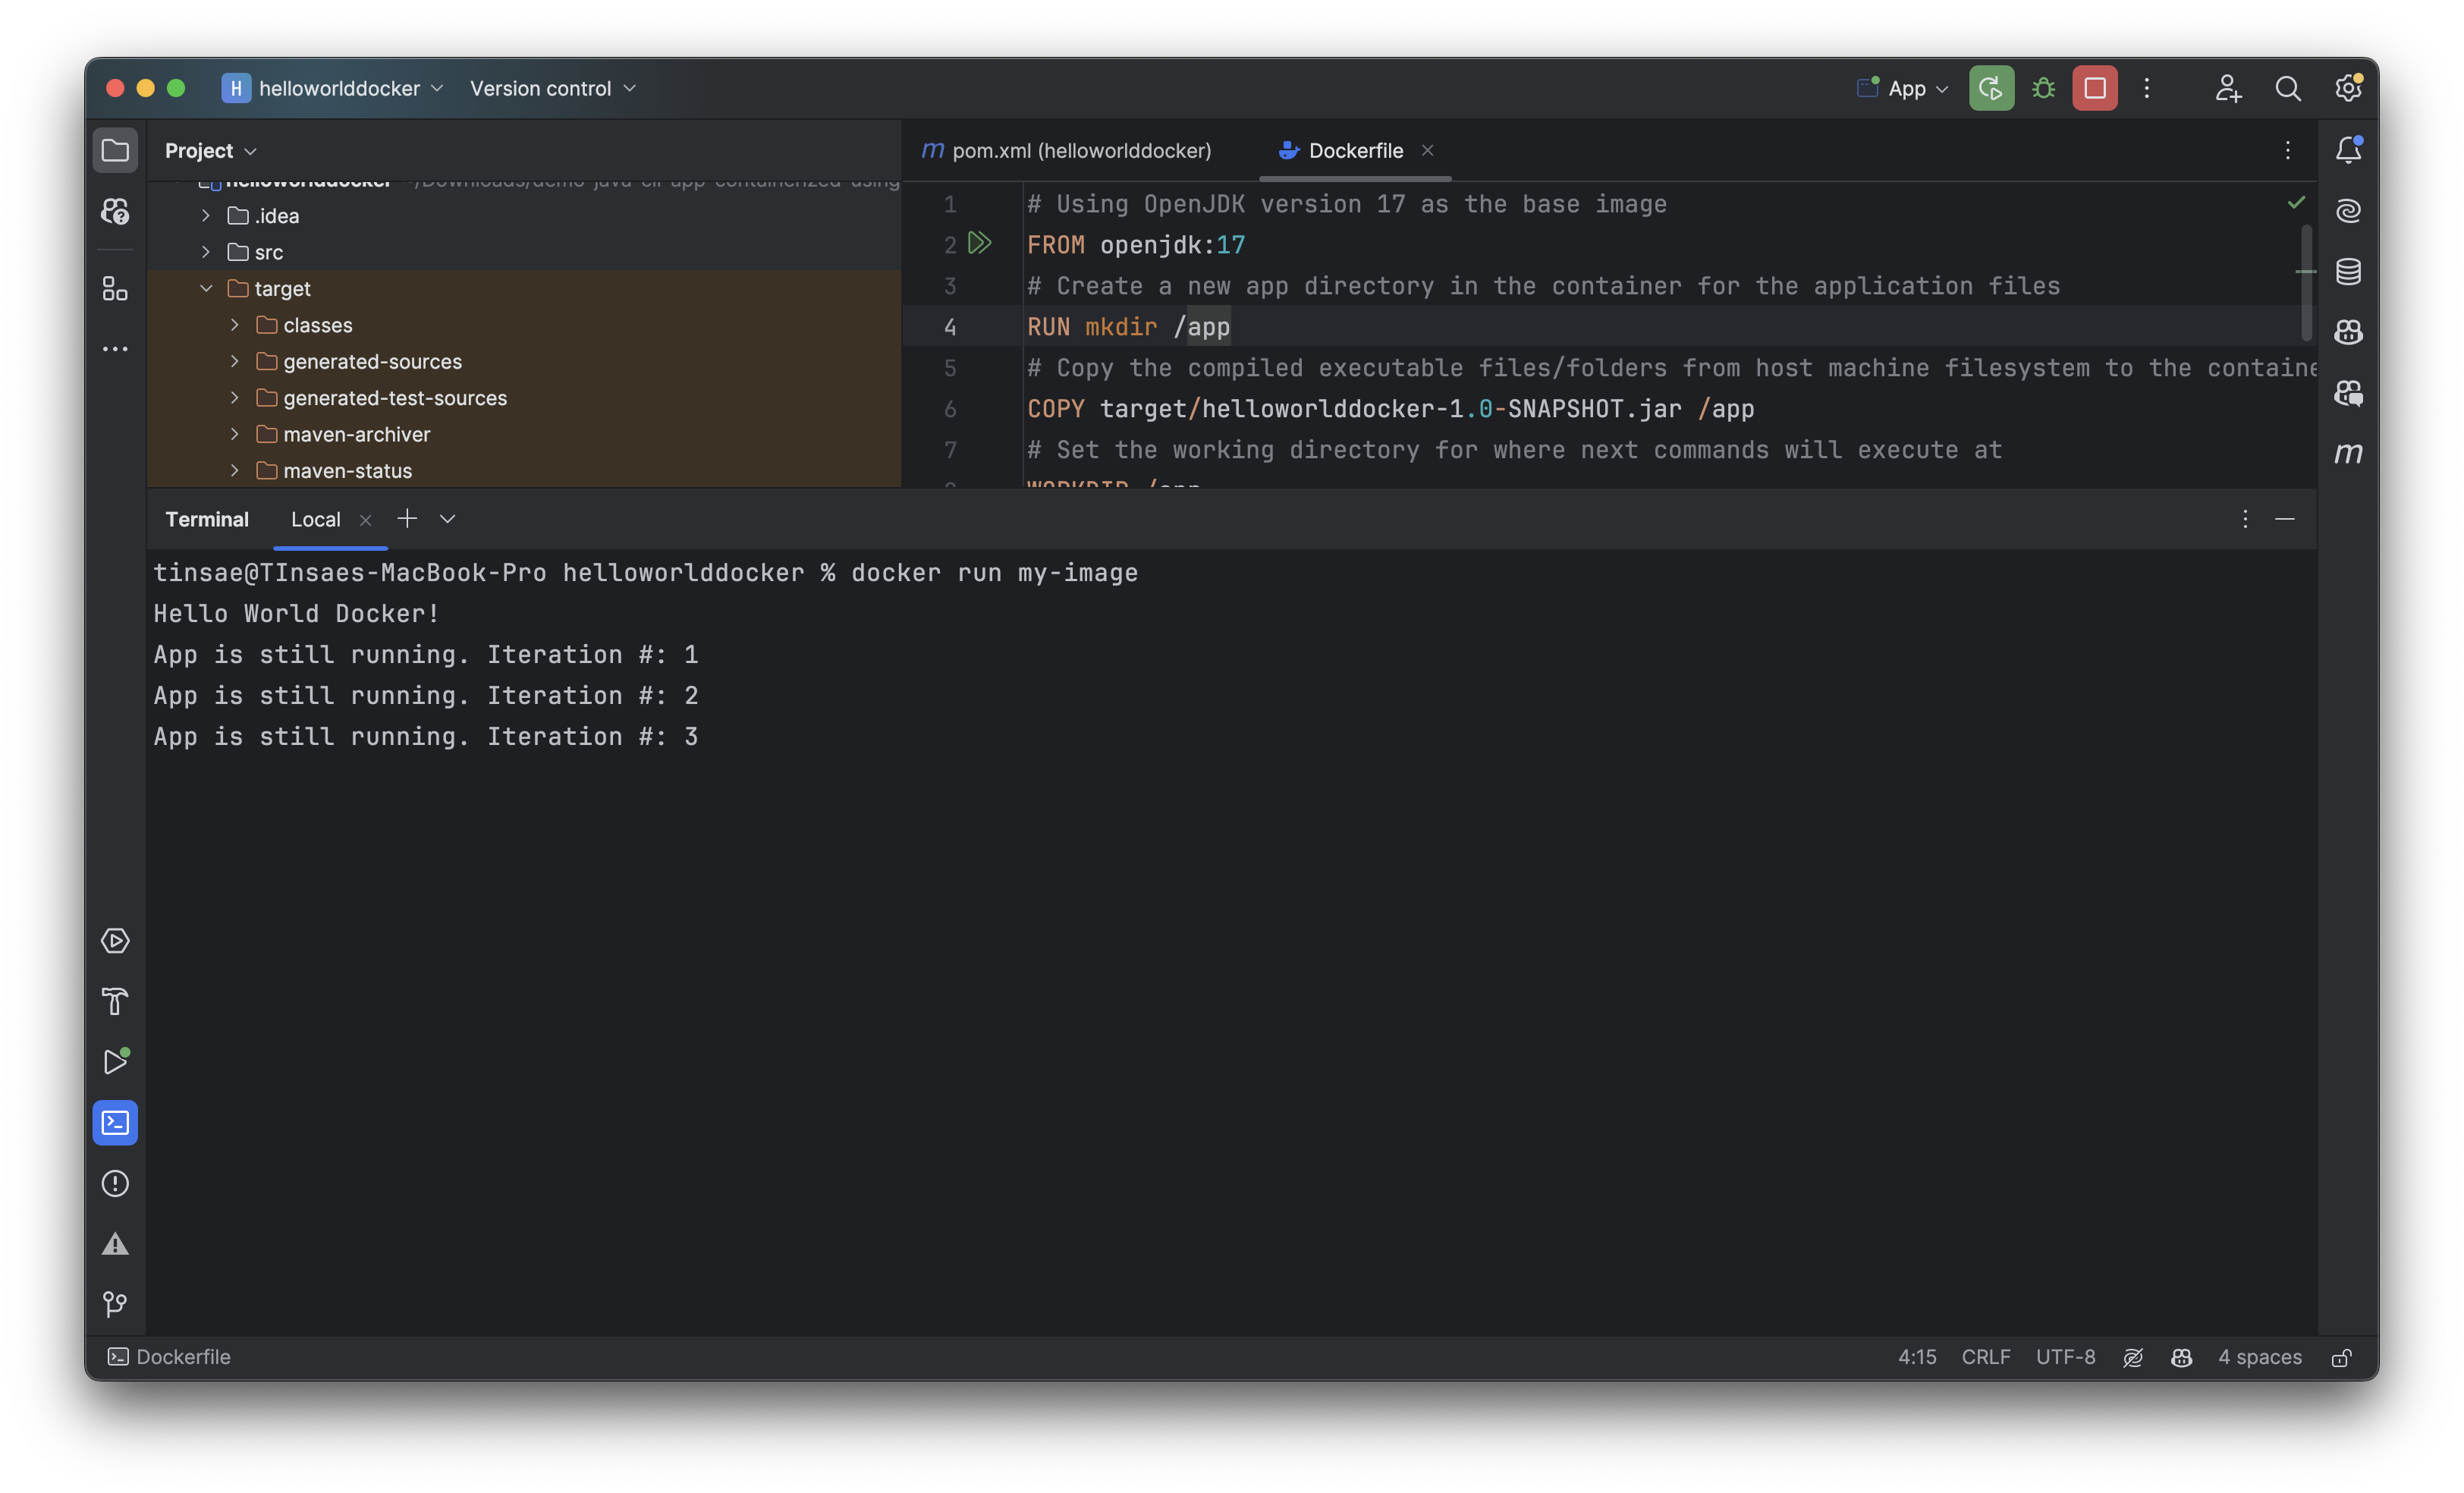 H helloworlddocker Version control App
Project
helloworlddocker ~/Downloads/demo-java-cli-app-containerized-using
.idea
src
target
classes
generated-sources
generated-test-sources
maven-archiver
maven-status
m pom.xml (helloworlddocker) Dockerfile
1 # Using OpenJDK version 17 as the base image
2 FROM openjdk:17
3 # Create a new app directory in the container for the application files
4 RUN mkdir /app
5 # Copy the compiled executable files/folders from host machine filesystem to the containe
6 COPY target/helloworlddocker-1.0-SNAPSHOT.jar /app
7 # Set the working directory for where next commands will execute at
8 WORKDIR /app
m
Terminal Local
tinsae@TInsaes-MacBook-Pro helloworlddocker % docker run my-image
Hello World Docker!
App is still running. Iteration #: 1
App is still running. Iteration #: 2
App is still running. Iteration #: 3
Dockerfile 4:15 CRLF UTF-8 4 spaces